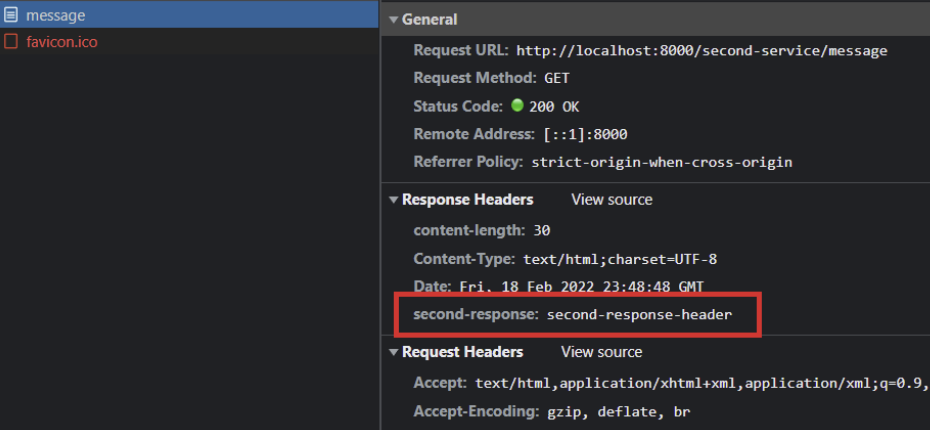 message
favicon.ico
General
Request URL: http://localhost:8000/second-service/message
Request Method: GET
Status Code: 200 OK
Remote Address: [::1]:8000
Referrer Policy: strict-origin-when-cross-origin
Response Headers View source
content-length: 30
Content-Type: text/html;charset=UTF-8
Date: Fri, 18 Feb 2022 23:48:48 GMT
second-response: second-response-header
Request Headers View source
Accept: text/html,application/xhtml+xml,application/xml;q=0.9,
Accept-Encoding: gzip, deflate, br